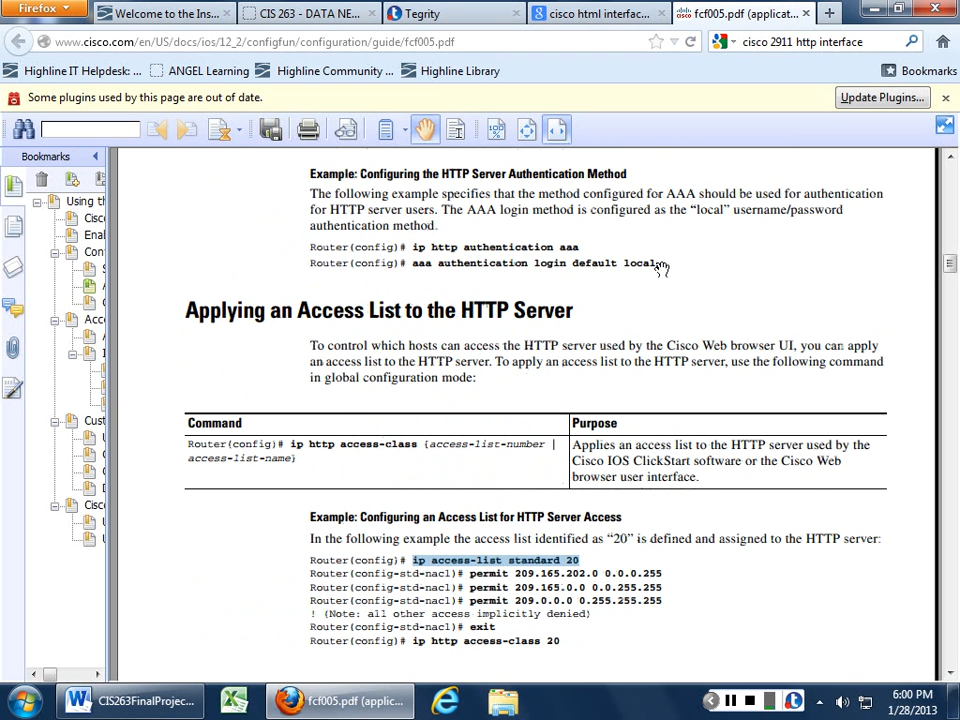 Firefox
Welcome to the Ins...
CIS 263 - DATA NE...
Tegrity
cisco html interfac...
fcf005.pdf (applicat...
www.cisco.com/en/US/docs/ios/12_2/configfun/configuration/guide/fcf005.pdf
cisco 2911 http interface
Highline IT Helpdesk: ...
ANGEL Learning
Highline Community ...
Highline Library
Bookmarks
Some plugins used by this page are out of date.
Update Plugins...
Bookmarks
Using th
Cisc
Ena
Con
S
A
C
Acc
A
I
Cust
U
C
C
D
Cisc
U
U
Example: Configuring the HTTP Server Authentication Method
The following example specifies that the method configured for AAA should be used for authentication
for HTTP server users. The AAA login method is configured as the “local” username/password
authentication method.
Router(config)# ip http authentication aaa
Router(config)# aaa authentication login default local
Applying an Access List to the HTTP Server
To control which hosts can access the HTTP server used by the Cisco Web browser UI, you can apply
an access list to the HTTP server. To apply an access list to the HTTP server, use the following command
in global configuration mode:
Command
Purpose
Router(config)# ip http access-class {access-list-number |
access-list-name}
Applies an access list to the HTTP server used by the
Cisco IOS ClickStart software or the Cisco Web
browser user interface.
Example: Configuring an Access List for HTTP Server Access
In the following example the access list identified as “20” is defined and assigned to the HTTP server:
Router(config)# ip access-list standard 20
Router(config-std-nacl)# permit 209.165.202.0 0.0.0.255
Router(config-std-nacl)# permit 209.165.0.0 0.0.255.255
Router(config-std-nacl)# permit 209.0.0.0 0.255.255.255
! (Note: all other access implicitly denied)
Router(config-std-nacl)# exit
Router(config)# ip http access-class 20
CIS263FinalProjec...
fcf005.pdf (applic...
6:00 PM
1/28/2013